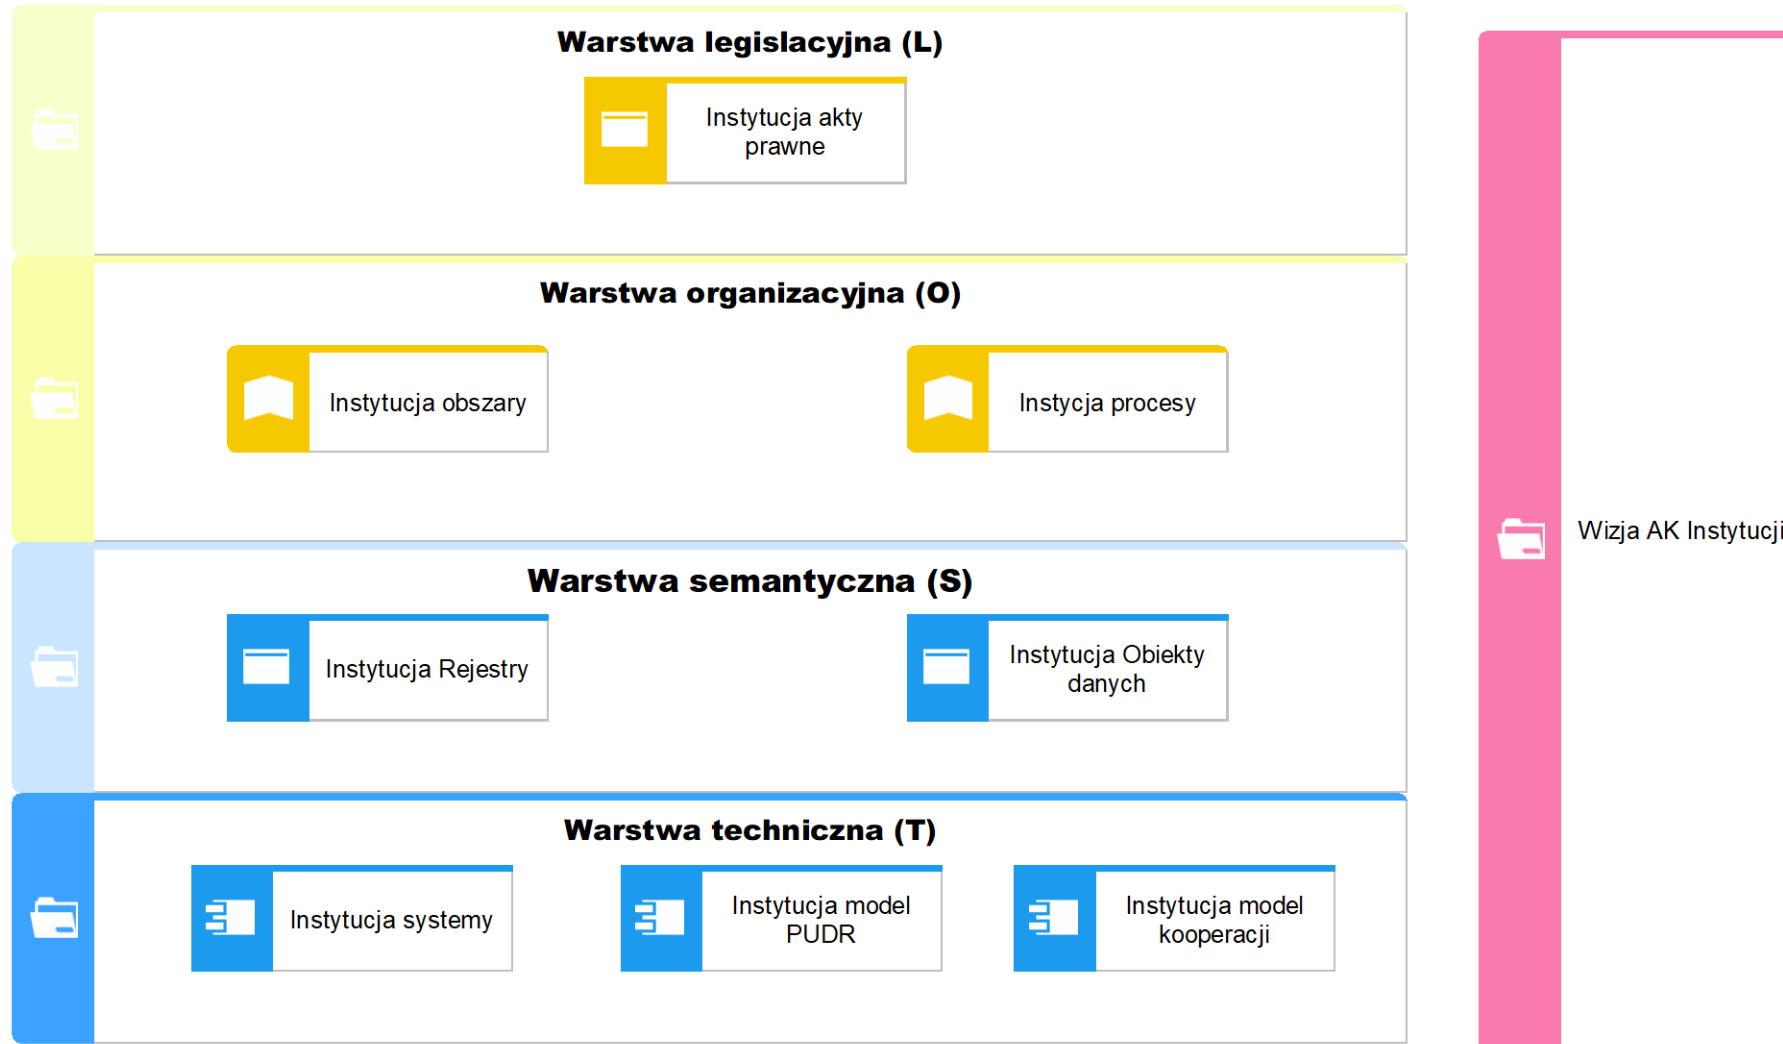 Warstwa legislacyjna (L)
Instytucja akty
prawne
Warstwa organizacyjna (O)
Instytucja obszary
Instycja procesy
Warstwa semantyczna (S)
Instytucja Rejestry
Instytucja Obiekty
danych
Warstwa techniczna (T)
Instytucja systemy
Instytucja model
PUDR
Instytucja model
kooperacji
Wizja AK Instytucji